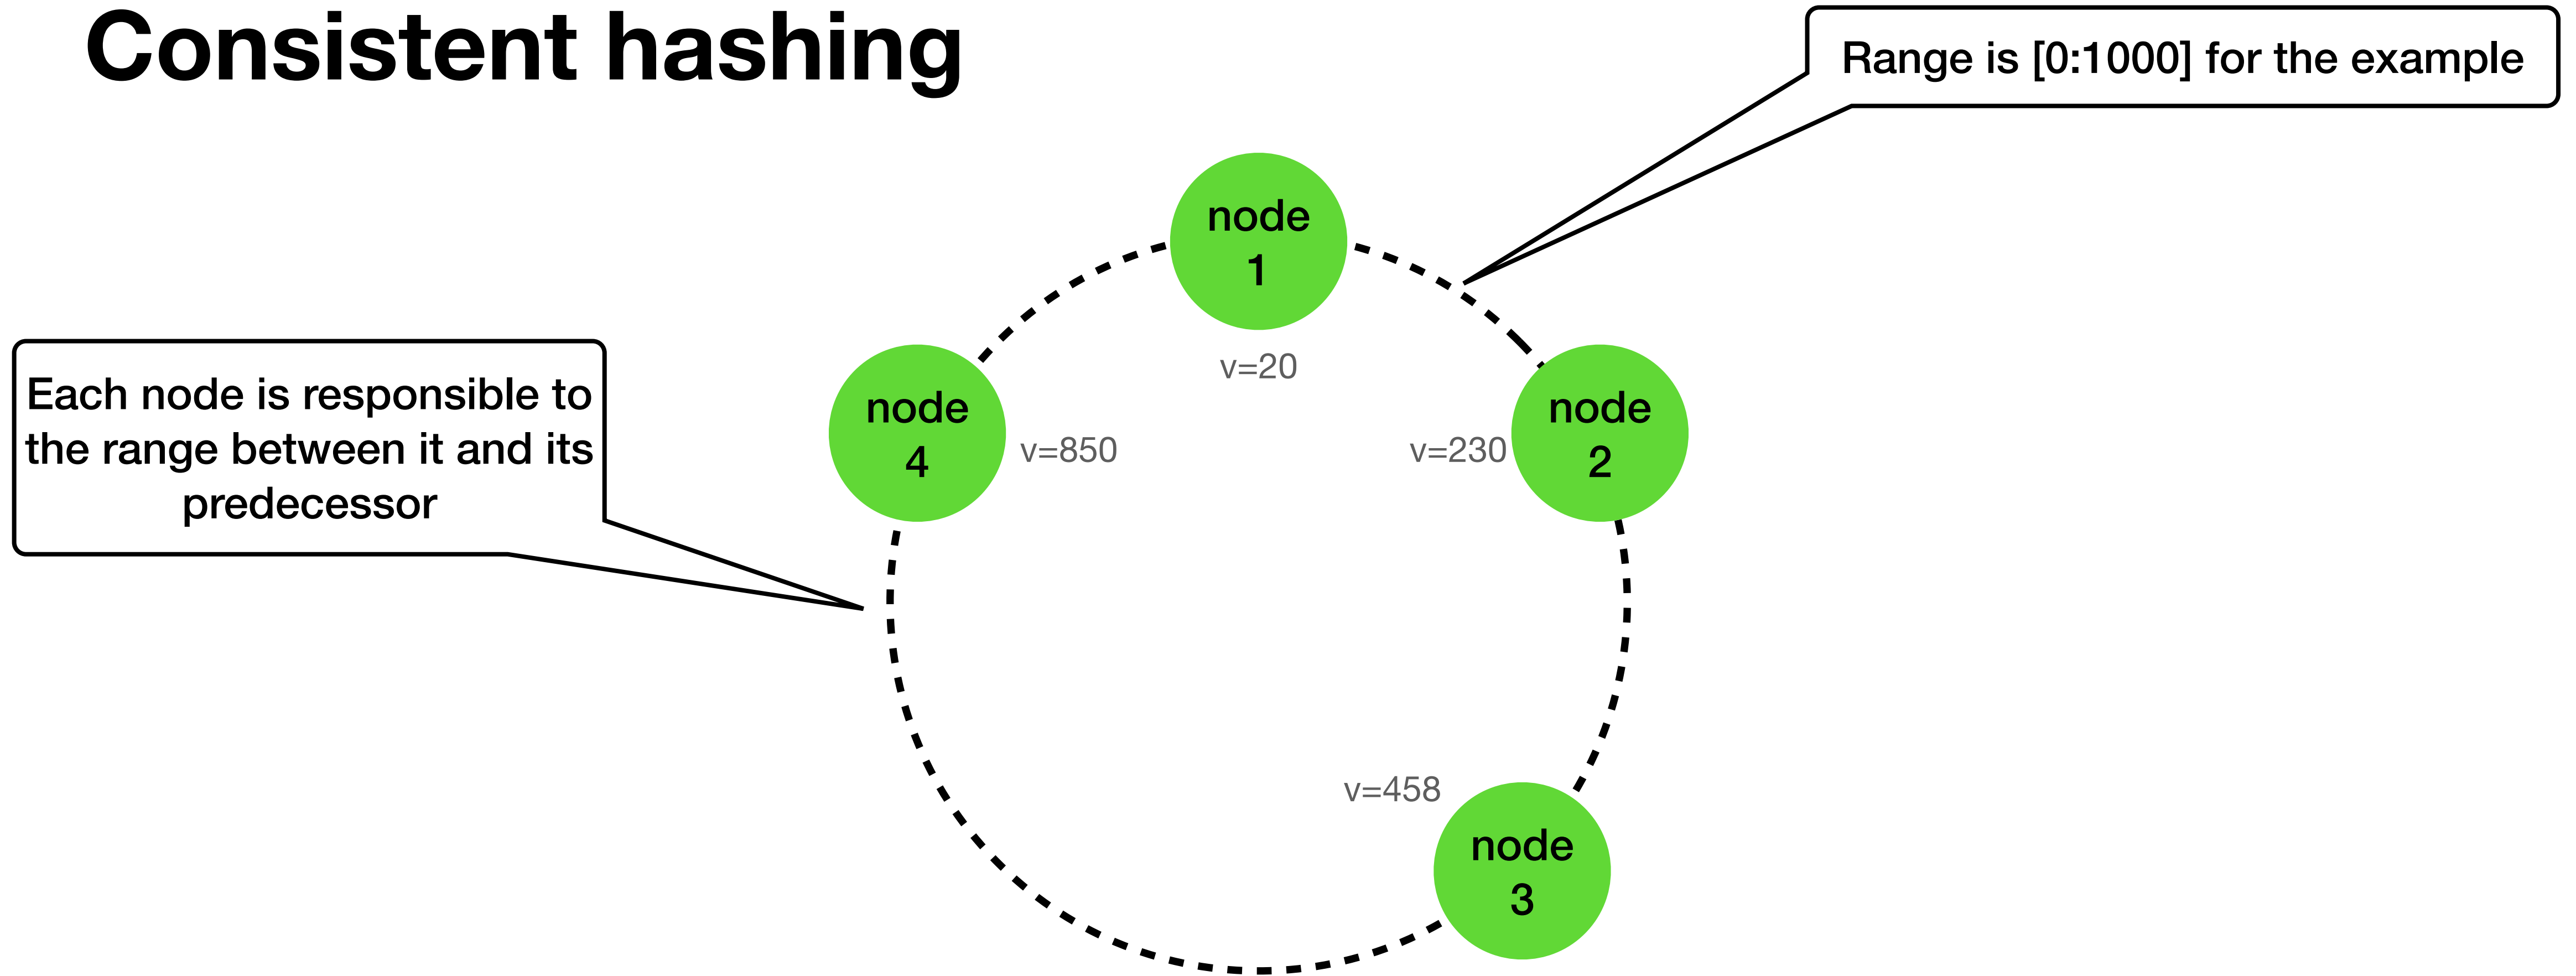 Consistent hashing
Range is [0:1000] for the example
node
1
v=20
Each node is responsible to
the range between it and its
predecessor
node
4
v=850
v=230
node
2
v=458
node
3